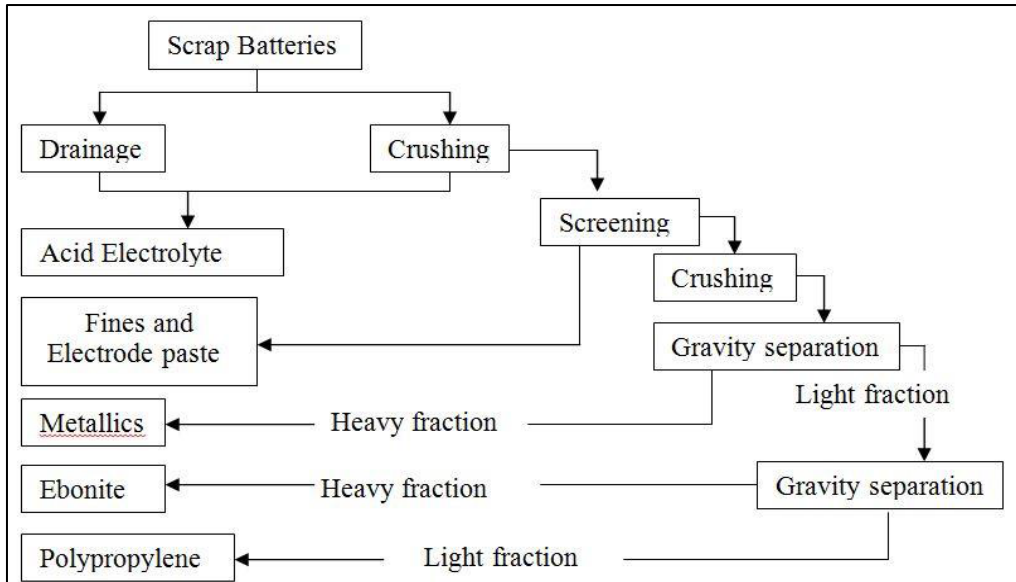 Scrap Batteries
Drainage
Crushing
Screening
Acid Electrolyte
Crushing
Fines and
Electrode paste
Gravity separation
Light fraction
Metallics
Heavy fraction
Ebonite
Heavy fraction
Gravity separation
Polypropylene
Light fraction